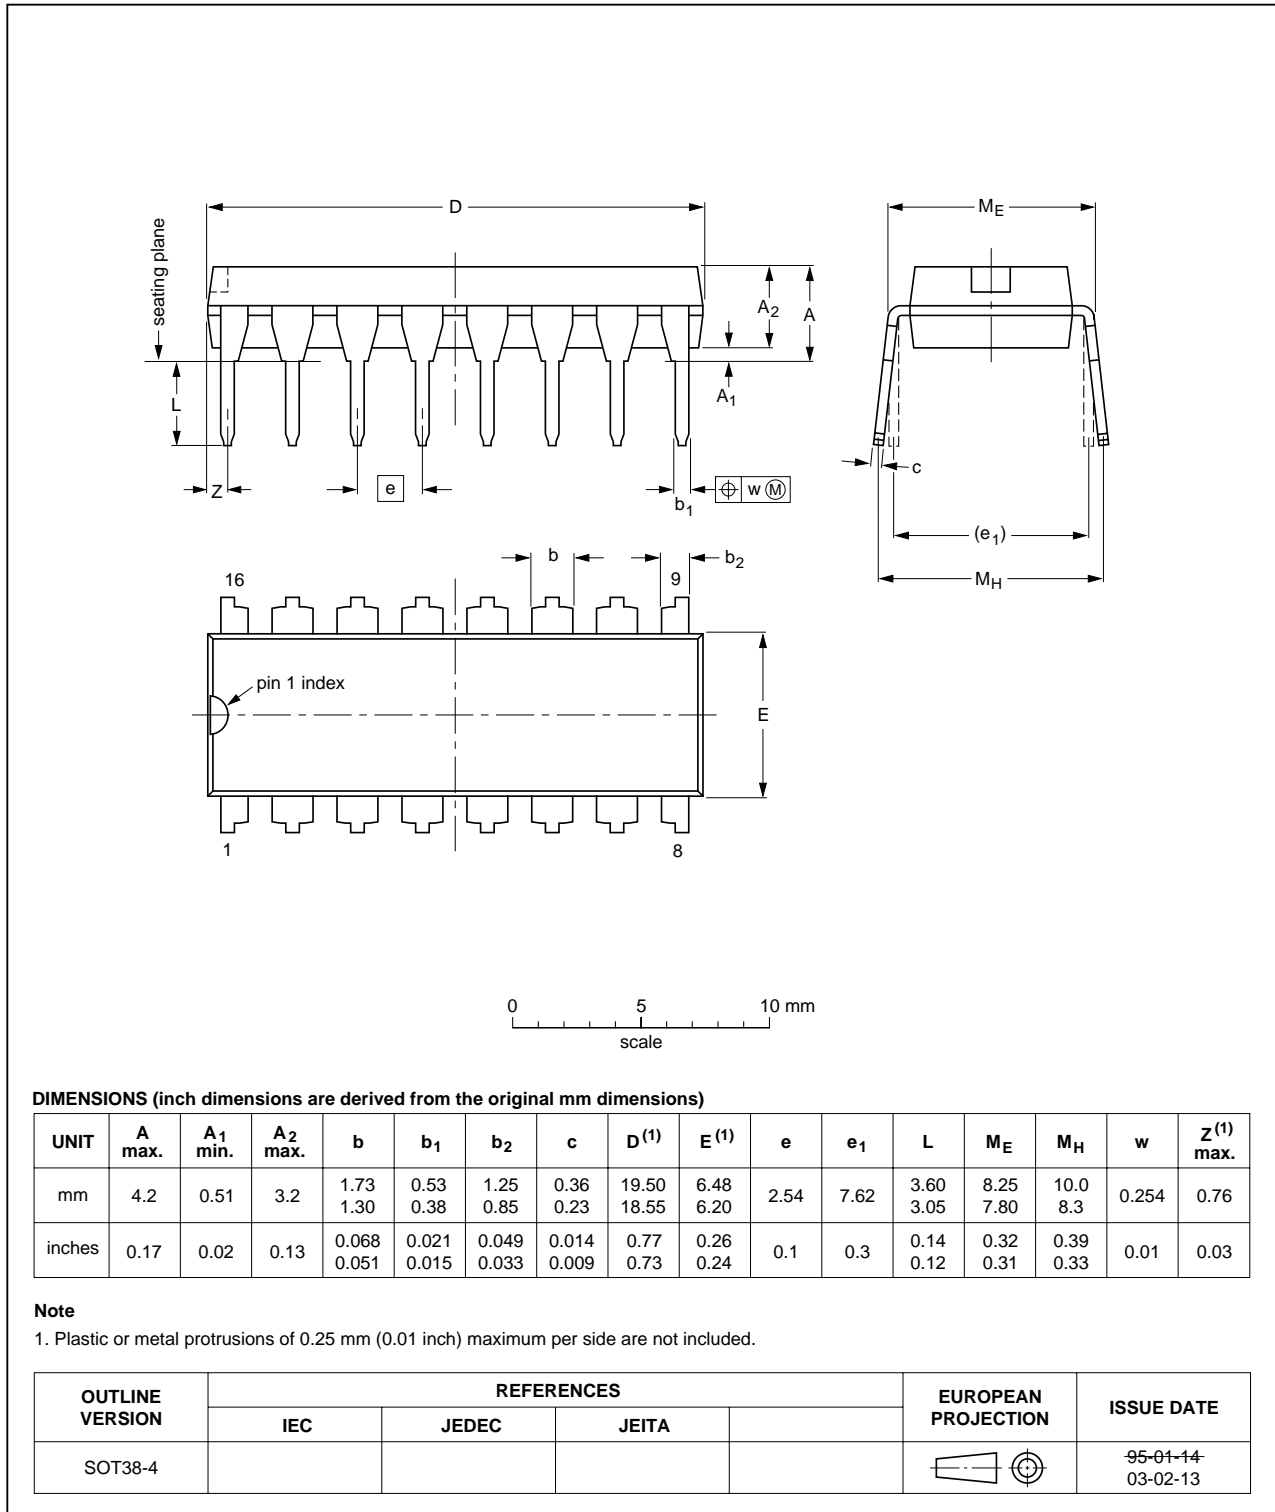 D
M_E
seating plane
A_2
A
L
A_1
c
Z
e
b_1
w M
(e_1)
M_H
b
b_2
16
9
pin 1 index
E
1
8
0 5 10 mm
scale
DIMENSIONS (inch dimensions are derived from the original mm dimensions)
UNIT A max. A1 min. A2 max. b b1 b2 c D(1) E(1) e e1 L ME MH w Z(1) max.
mm 4.2 0.51 3.2 1.73 1.30 0.53 0.38 1.25 0.85 0.36 0.23 19.50 18.55 6.48 6.20 2.54 7.62 3.60 3.05 8.25 7.80 10.0 8.3 0.254 0.76
inches 0.17 0.02 0.13 0.068 0.051 0.021 0.015 0.049 0.033 0.014 0.009 0.77 0.73 0.26 0.24 0.1 0.3 0.14 0.12 0.32 0.31 0.39 0.33 0.01 0.03
Note
1. Plastic or metal protrusions of 0.25 mm (0.01 inch) maximum per side are not included.
OUTLINE VERSION REFERENCES EUROPEAN PROJECTION ISSUE DATE
IEC JEDEC JEITA
SOT38-4 95-01-14
03-02-13